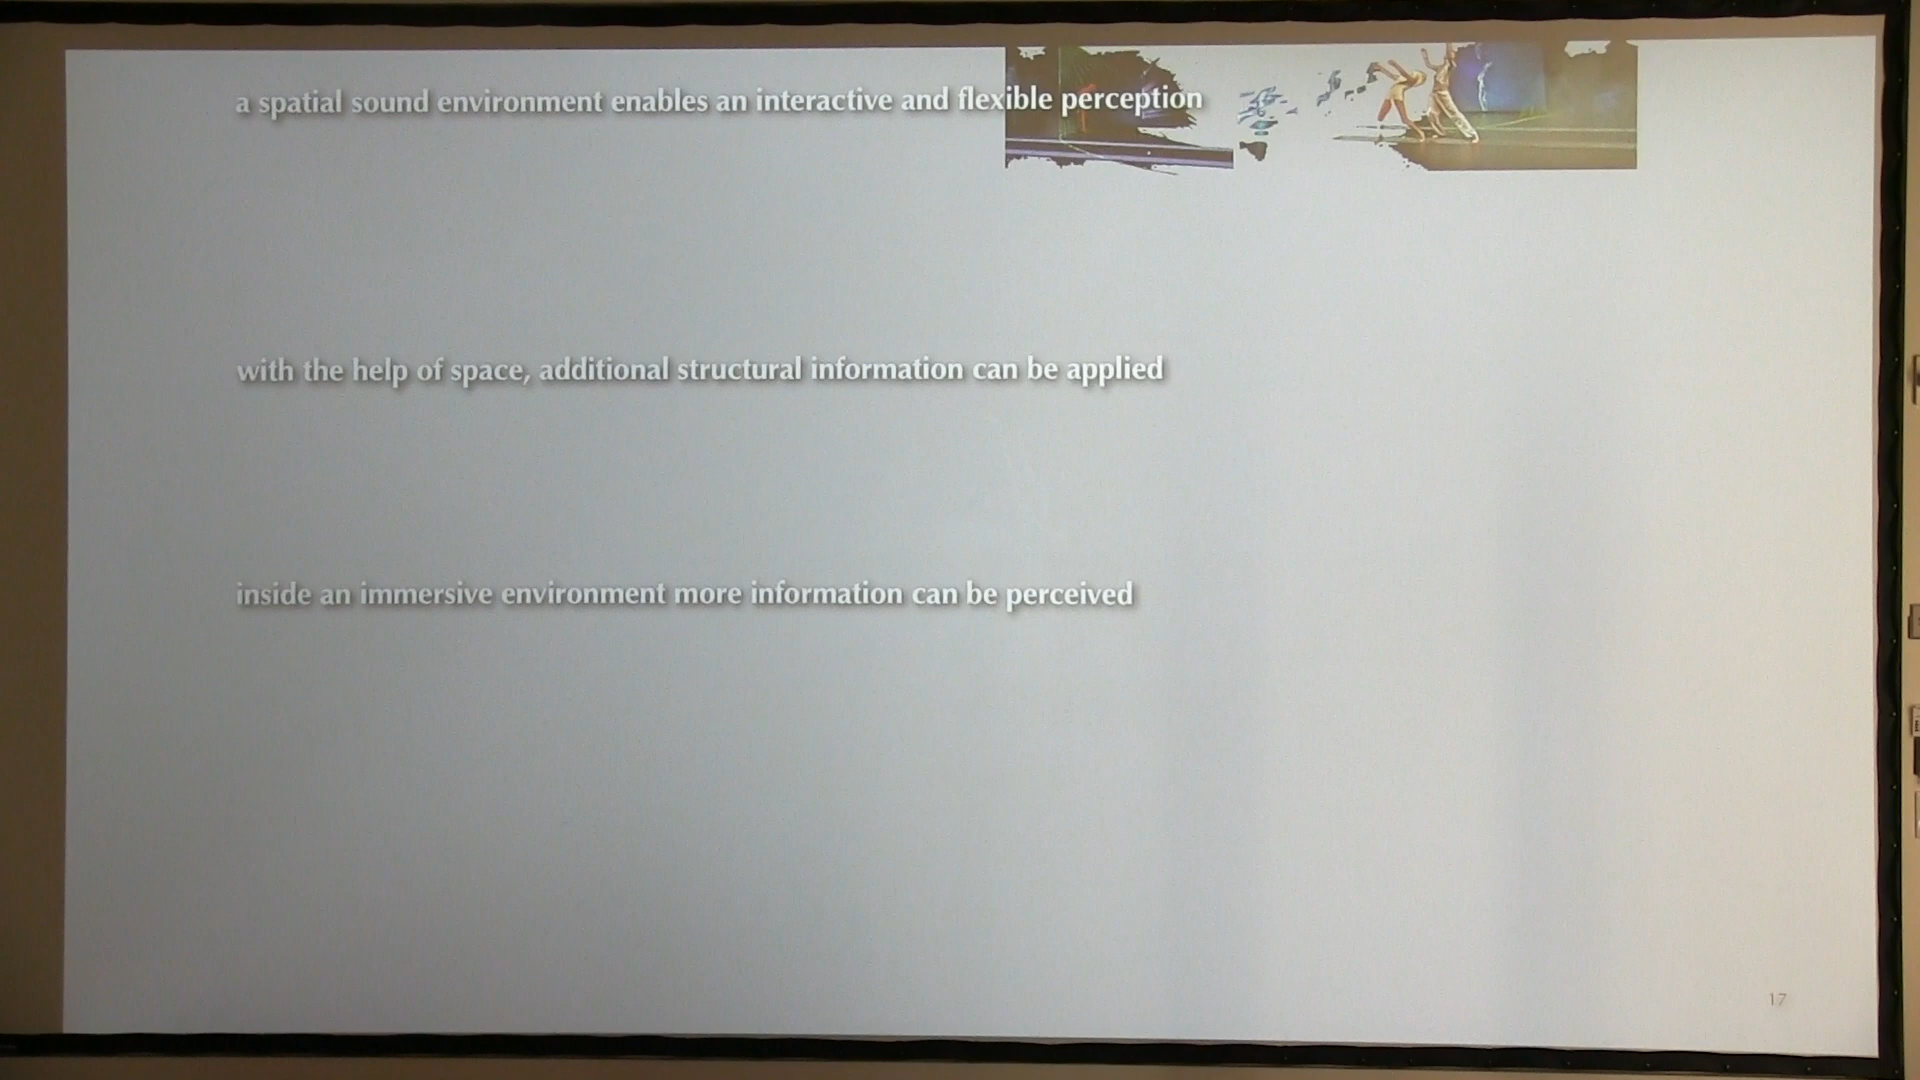 a spatial sound environment enables an interactive and flexible perception
with the help of space, additional structural information can be applied
inside an immersive environment more information can be perceived
17